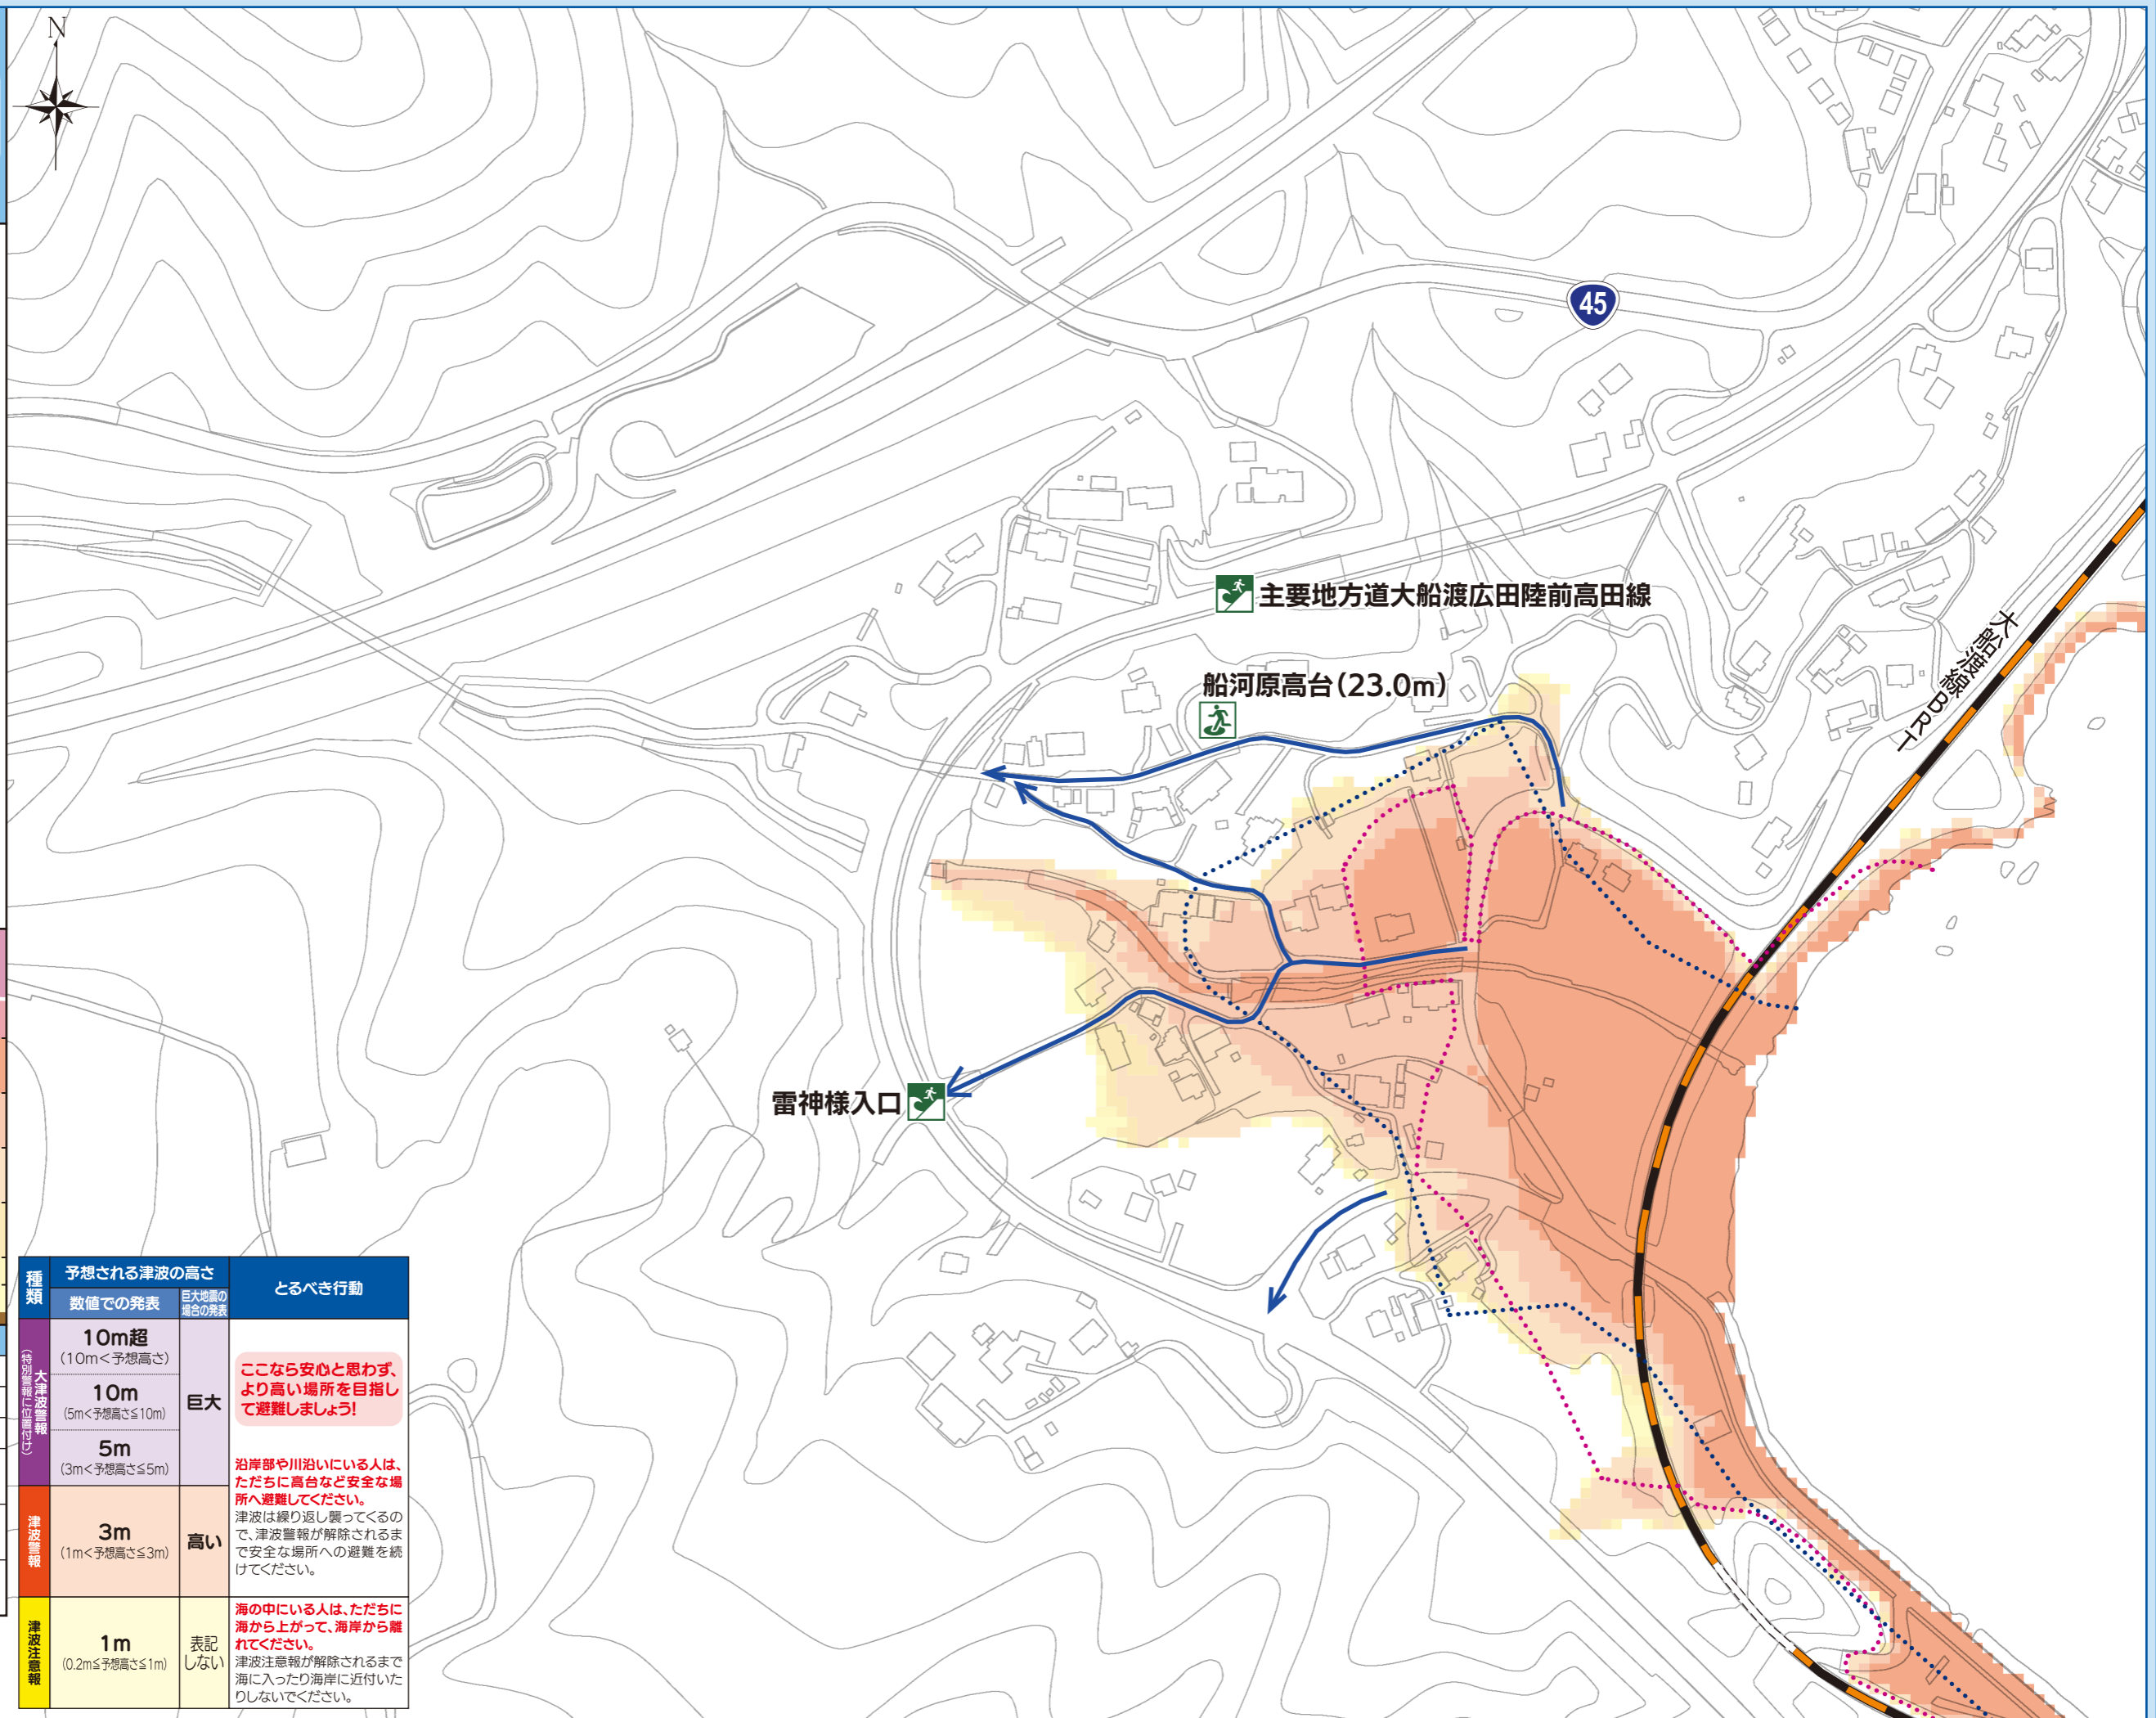 N
45
主要地方道大船渡広田陸前高田線
船河原高台(23.0m)
大船渡線BRT
雷神様入口
種類
予想される津波の高さ
とるべき行動
数値での発表
巨大地震の
場合の発表
大津波警報
(特別警報に位置付け)
10m超
(10m<予想高さ)
10m
(5m<予想高さ≦10m)
5m
(3m<予想高さ≦5m)
巨大
ここなら安心と思わず、
より高い場所を目指し
て避難しましょう!
沿岸部や川沿いにいる人は、
ただちに高台など安全な場
所へ避難してください。
津波は繰り返し襲ってくるの
で、津波警報が解除されるま
で安全な場所への避難を続
けてください。
津波警報
3m
(1m<予想高さ≦3m)
高い
津波注意報
1m
(0.2m≦予想高さ≦1m)
表記
しない
海の中にいる人は、ただちに
海から上がって、海岸から離
れてください。
津波注意報が解除されるまで
海に入ったり海岸に近付いた
りしないでください。